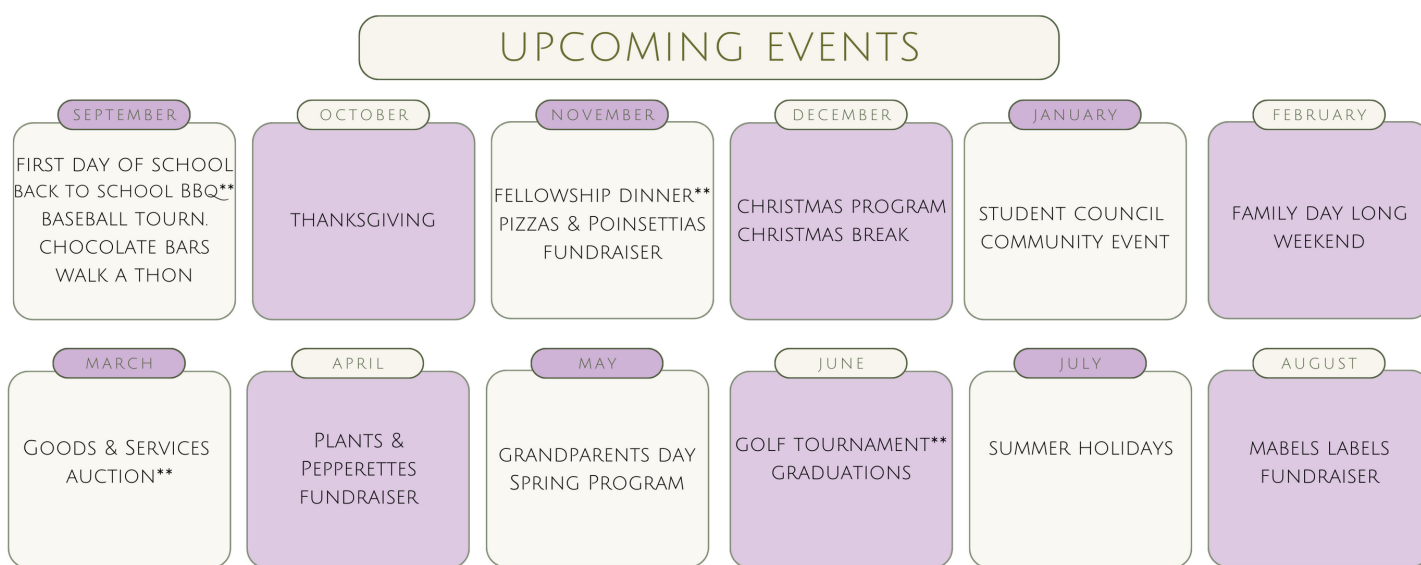 UPCOMING EVENTS
SEPTEMBER
FIRST DAY OF SCHOOL
BACK TO SCHOOL BBQ**
BASEBALL TOURN.
CHOCOLATE BARS
WALK A THON
OCTOBER
THANKSGIVING
NOVEMBER
FELLOWSHIP DINNER**
PIZZAS & POINSETTIAS
FUNDRAISER
DECEMBER
CHRISTMAS PROGRAM
CHRISTMAS BREAK
JANUARY
STUDENT COUNCIL
COMMUNITY EVENT
FEBRUARY
FAMILY DAY LONG
WEEKEND
MARCH
GOODS & SERVICES
AUCTION**
APRIL
PLANTS &
PEPPERETTES
FUNDRAISER
MAY
GRANDPARENTS DAY
SPRING PROGRAM
JUNE
GOLF TOURNAMENT**
GRADUATIONS
JULY
SUMMER HOLIDAYS
AUGUST
MABELS LABELS
FUNDRAISER